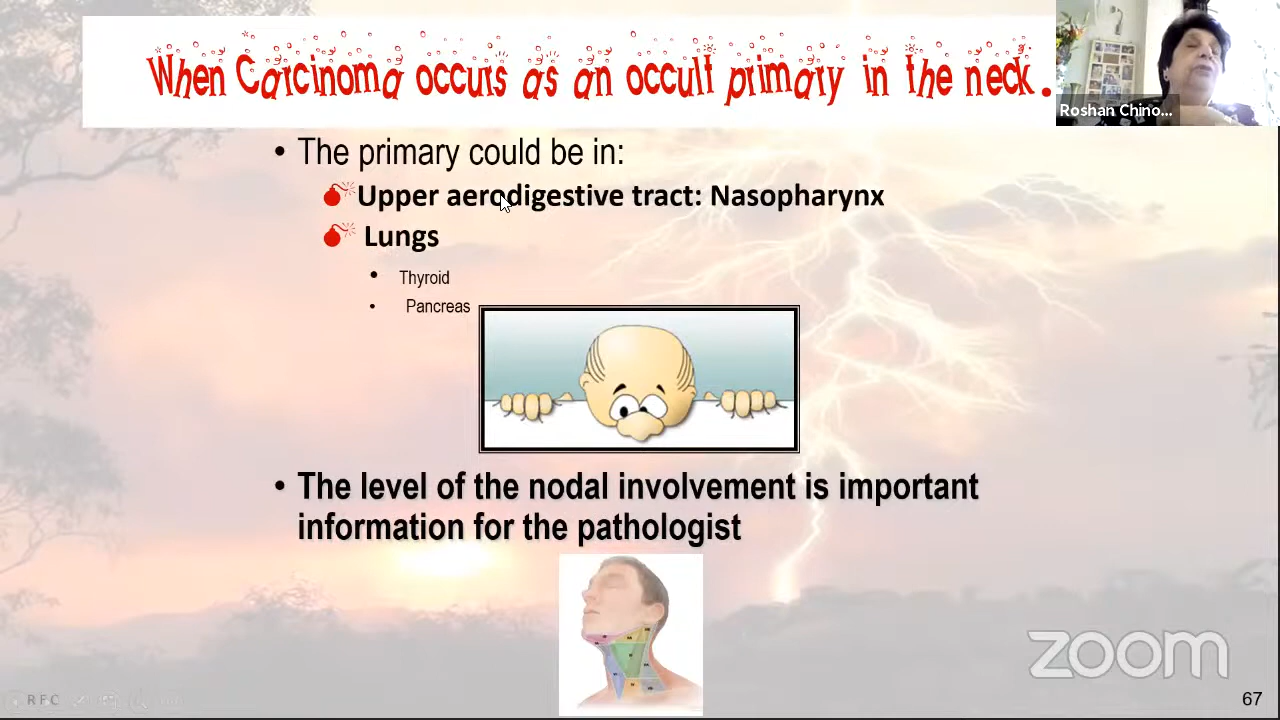 When Carcinoma occurs as an occult primary in the neck.
Roshan Chino...
• The primary could be in:
Upper aerodigestive tract: Nasopharynx
Lungs
• Thyroid
• Pancreas
• The level of the nodal involvement is important
information for the pathologist
zoom
RFC
67